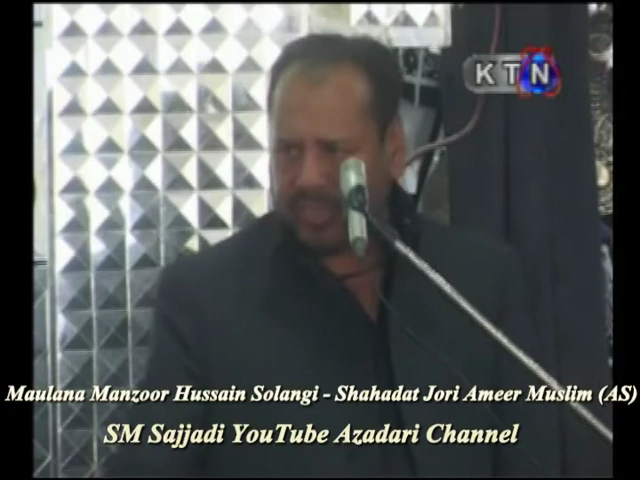 KTN
Maulana Manzoor Hussain Solangi - Shahadat Jori Ameer Muslim (AS)
SM Sajjadi YouTube Azadari Channel